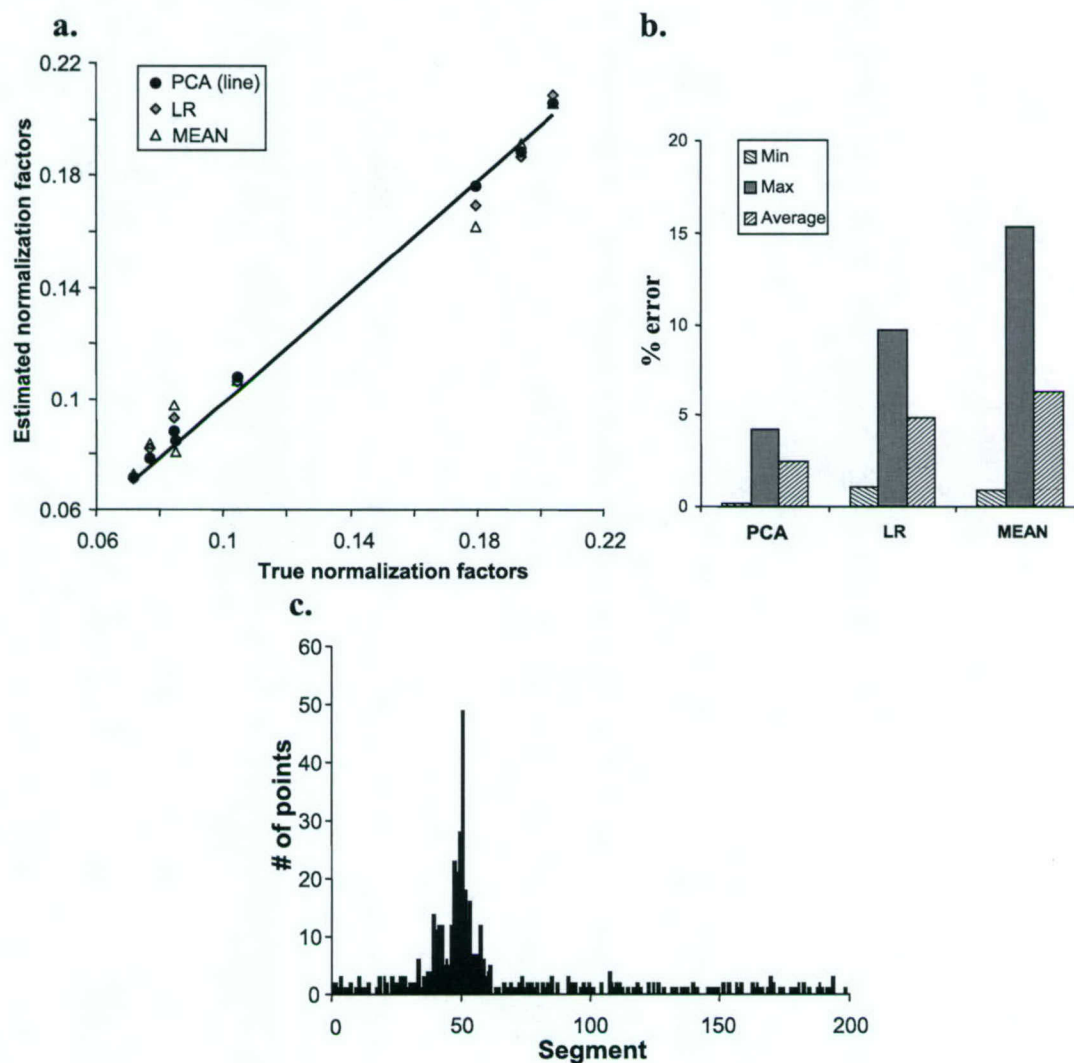 a.
0.22
0.18
0.14
0.1
0.06
Estimated normalization factors
PCA (line)
LR
MEAN
0.06
0.1
0.14
0.18
0.22
True normalization factors
b.
20
15
10
5
0
% error
Min
Max
Average
PCA
LR
MEAN
c.
60
50
40
30
20
10
0
# of points
0
50
100
150
200
Segment